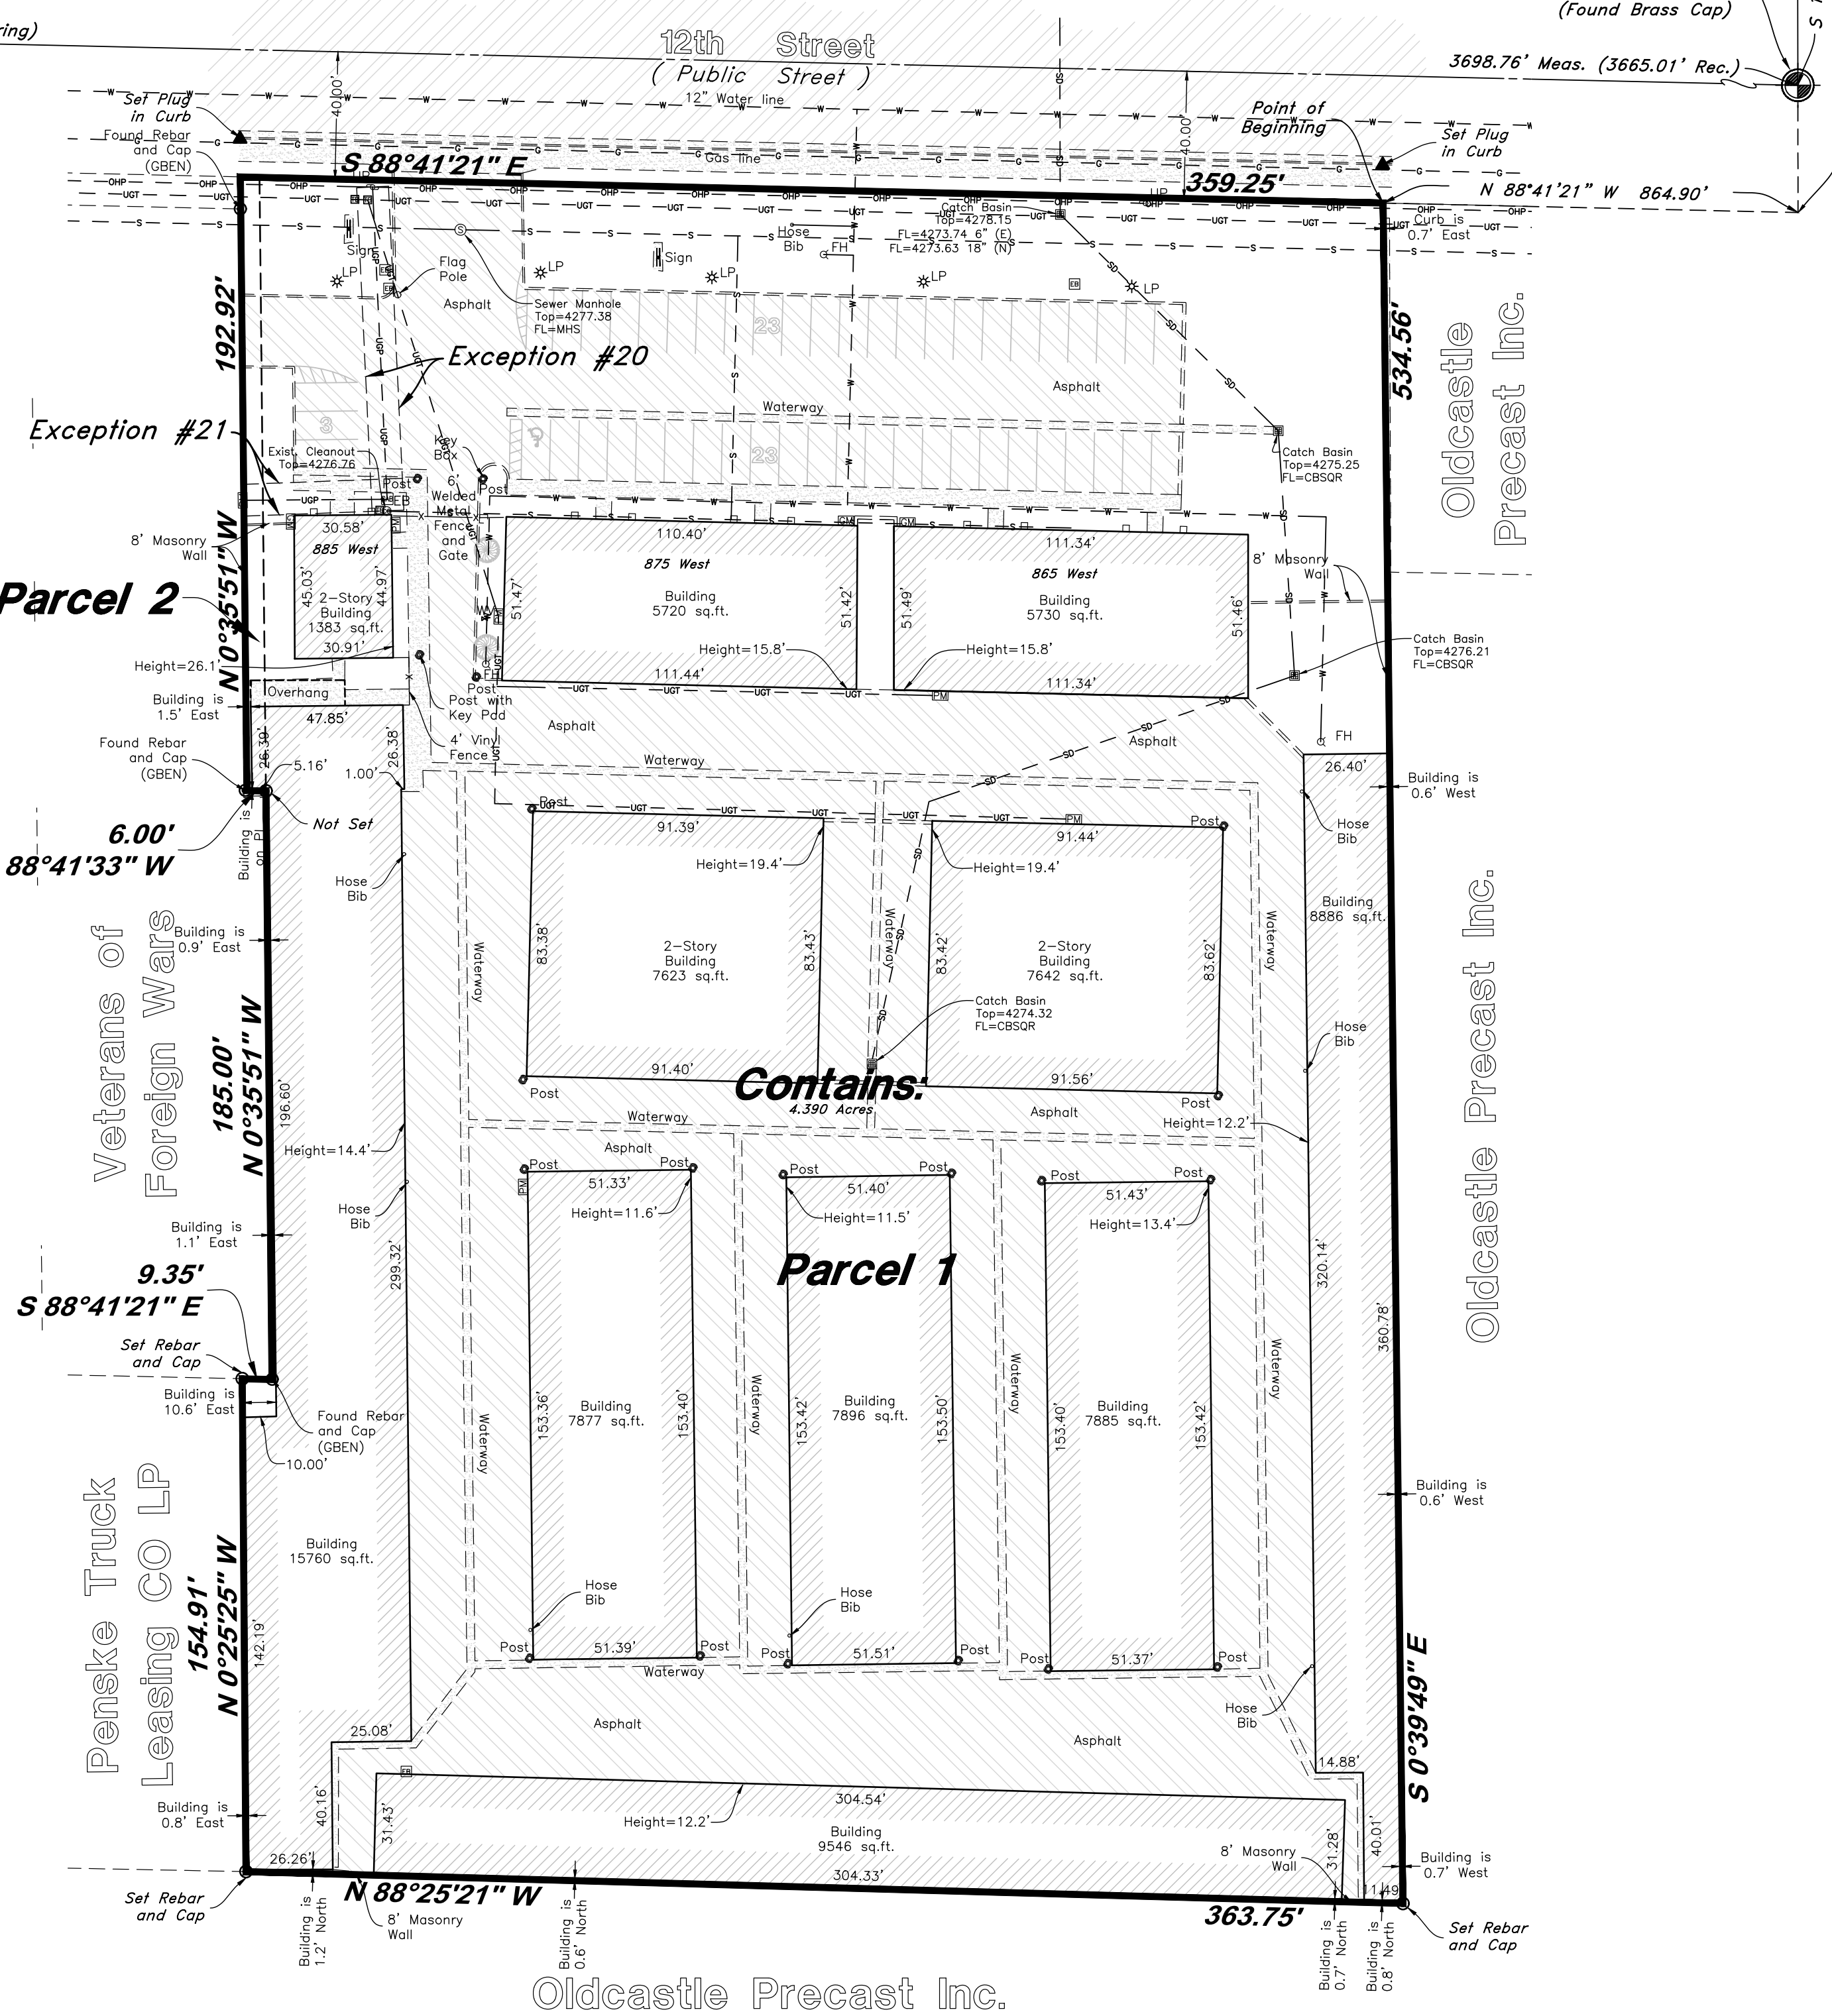 ring)
(Found Brass Cap)
12th Street
( Public Street )
3698.76' Meas. (3665.01' Rec.)
40.00'
40.00'
12" Water line
Set Plug
in Curb
Found Rebar
and Cap
(GBEN)
Point of
Beginning
Set Plug
in Curb
Gas line
S 88°41'21" E
359.25'
N 88°41'21" W 864.90'
Curb is
0.7' East
Catch Basin
Top=4278.15
FL=4273.74 6" (E)
FL=4273.63 18" (N)
Hose
Bib
FH
Sign
Sign
LP
LP
LP
LP
LP
Flag
Pole
Asphalt
Sewer Manhole
Top=4277.38
FL=MHS
EB
23
192.92'
534.56'
Oldcastle
Precast Inc.
Exception #20
Asphalt
Waterway
Exception #21
3
23
Key
Box
Exist. Cleanout
Top=4276.76
Catch Basin
Top=4275.25
FL=CBSQR
Post
Post
EB
6'
Welded
Metal
Fence
and
Gate
8' Masonry
Wall
N 0°35'51" W
Parcel 2
30.58'
885 West
45.03'
44.97'
2-Story
Building
1383 sq.ft.
30.91'
Height=26.1'
110.40'
875 West
51.47'
Building
5720 sq.ft.
51.42'
Height=15.8'
111.44'
111.34'
865 West
51.49'
Building
5730 sq.ft.
51.46'
Height=15.8'
111.34'
8' Masonry
Wall
Catch Basin
Top=4276.21
FL=CBSQR
WV
FH
Post
PM
Overhang
Building is
1.5' East
47.85'
Post with
Key Pad
4' Vinyl
Fence
Asphalt
Asphalt
FH
Found Rebar
and Cap
(GBEN)
26.39'
5.16'
1.00'
26.38'
Waterway
26.40'
Building is
0.6' West
Not Set
6.00'
88°41'33" W
Building is
on Pl
Post
91.39'
Height=19.4'
PM
91.44'
Post
Height=19.4'
Hose
Bib
Hose
Bib
Building
8886 sq.ft.
Veterans of
Foreign Wars
Building is
0.9' East
Waterway
83.38'
2-Story
Building
7623 sq.ft.
83.43'
Waterway
83.42'
2-Story
Building
7642 sq.ft.
83.62'
Waterway
Catch Basin
Top=4274.32
FL=CBSQR
Hose
Bib
Oldcastle Precast Inc.
185.00'
N 0°35'51" W
196.60'
91.40'
Post
Contains:
4.390 Acres
91.56'
Post
Waterway
Asphalt
Height=12.2'
Height=14.4'
Asphalt
Post
Post
51.33'
PM
Height=11.6'
Post
Post
51.40'
Height=11.5'
Post
Post
51.43'
Height=13.4'
Hose
Bib
Building is
1.1' East
299.32'
Parcel 1
320.14'
360.78'
9.35'
S 88°41'21" E
Set Rebar
and Cap
Building is
10.6' East
Found Rebar
and Cap
(GBEN)
10.00'
Waterway
153.36'
Building
7877 sq.ft.
153.40'
Waterway
153.42'
Building
7896 sq.ft.
153.50'
Waterway
153.40'
Building
7885 sq.ft.
153.42'
Waterway
Building is
0.6' West
Penske Truck
Leasing CO LP
154.91'
N 0°25'25" W
142.19'
Building
15760 sq.ft.
Hose
Bib
Hose
Bib
Post
51.39'
Post
Post
51.51'
Post
Post
51.37'
Post
Waterway
Hose
Bib
S 0°39'49" E
Asphalt
Asphalt
25.08'
14.88'
EB
40.16'
31.43'
304.54'
Height=12.2'
Building
9546 sq.ft.
304.33'
8' Masonry
Wall
31.28'
40.01'
Building is
0.8' East
Building is
0.7' West
26.26'
11.49'
Set Rebar
and Cap
Building is
1.2' North
N 88°25'21" W
8' Masonry
Wall
Building is
0.6' North
363.75'
Building is
0.7' North
Building is
0.8' North
Set Rebar
and Cap
Oldcastle Precast Inc.